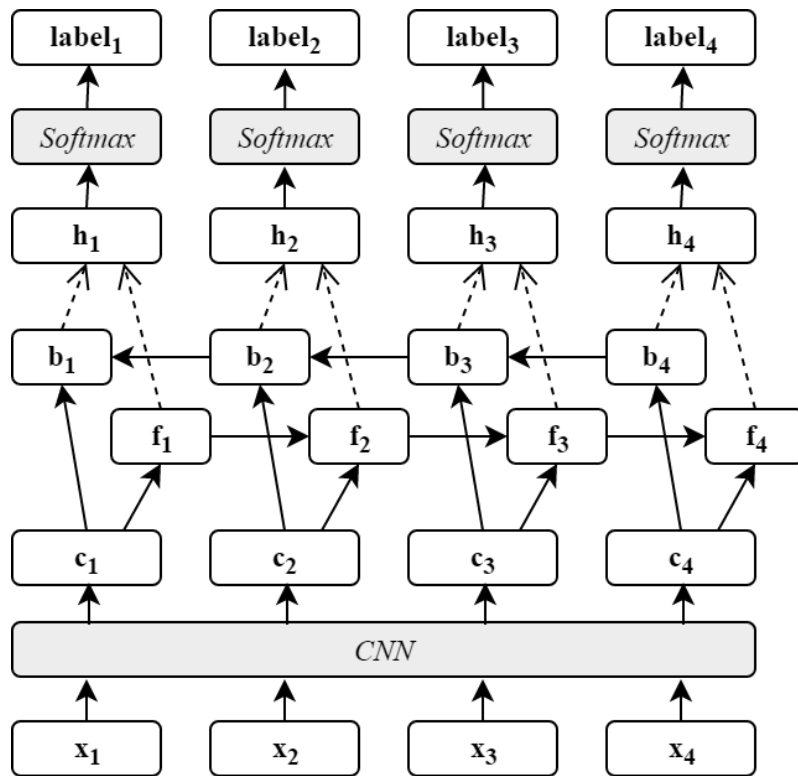 label₁ label₂ label₃ label₄
Softmax Softmax Softmax Softmax
h₁ h₂ h₃ h₄
b₁ b₂ b₃ b₄
f₁ f₂ f₃ f₄
c₁ c₂ c₃ c₄
CNN
x₁ x₂ x₃ x₄